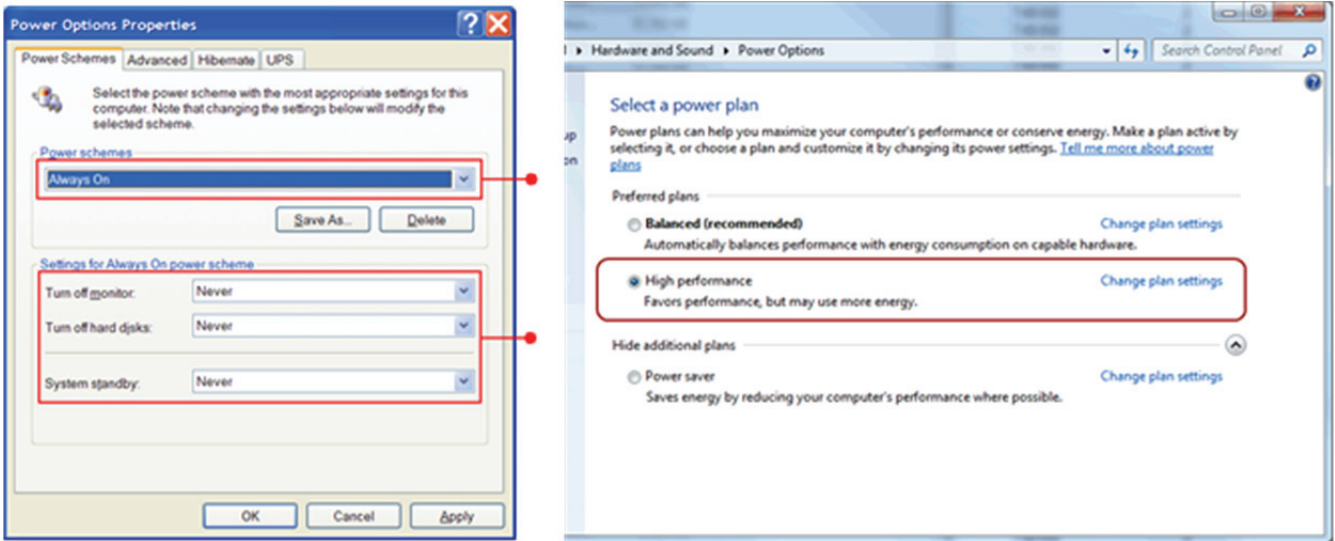 Power Options Properties
Power Schemes Advanced Hibernate UPS
Select the power scheme with the most appropriate settings for this
computer. Note that changing the settings below will modify the
selected scheme.
Power schemes
Always On
Save As... Delete
Settings for Always On power scheme
Turn off monitor: Never
Turn off hard disks: Never
System standby: Never
OK Cancel Apply
Hardware and Sound Power Options Search Control Panel
Select a power plan
Power plans can help you maximize your computer's performance or conserve energy. Make a plan active by
selecting it, or choose a plan and customize it by changing its power settings. Tell me more about power
plans
Preferred plans
Balanced (recommended) Change plan settings
Automatically balances performance with energy consumption on capable hardware.
High performance Change plan settings
Favors performance, but may use more energy.
Hide additional plans
Power saver Change plan settings
Saves energy by reducing your computer's performance where possible.